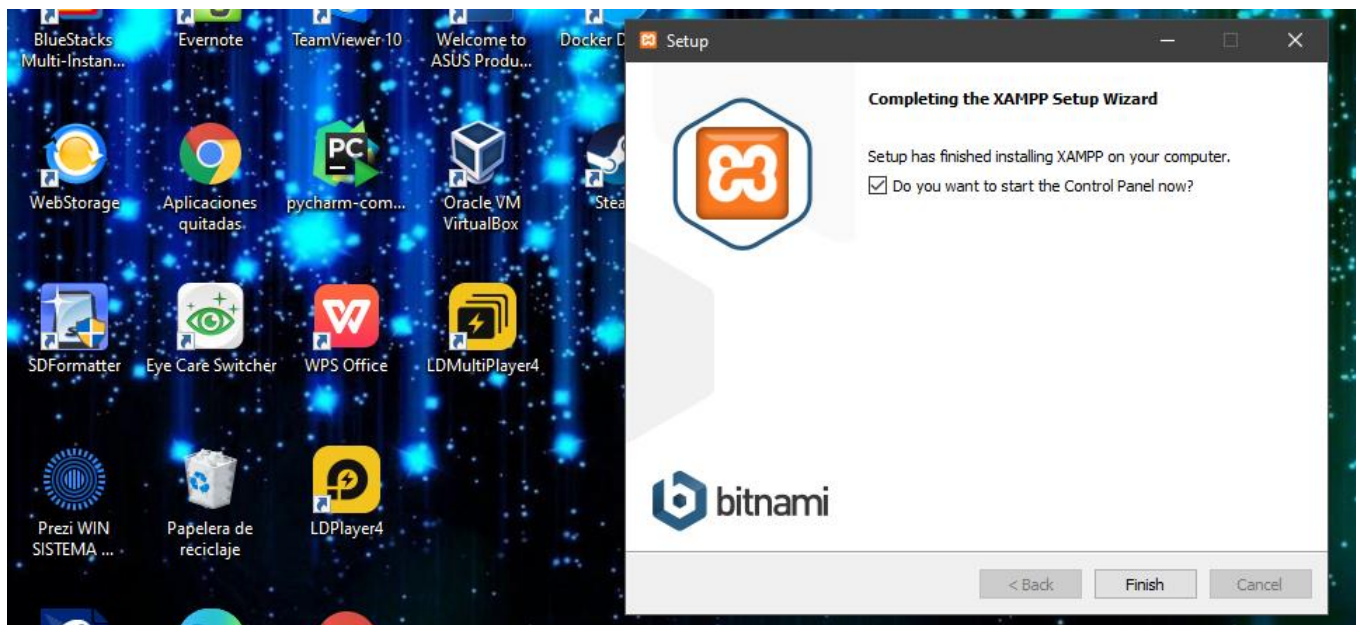 BlueStacks
Multi-Instan...
Evernote
TeamViewer 10
Welcome to
ASUS Produ...
Docker D
WebStorage
Aplicaciones
quitadas
PC
pycharm-com...
Oracle VM
VirtualBox
Stea
SDFormatter
Eye Care Switcher
WPS Office
LDMultiPlayer4
Prezi WIN
SISTEMA ...
Papelera de
reciclaje
LDPlayer4
Setup
Completing the XAMPP Setup Wizard
Setup has finished installing XAMPP on your computer.
Do you want to start the Control Panel now?
bitnami
< Back
Finish
Cancel